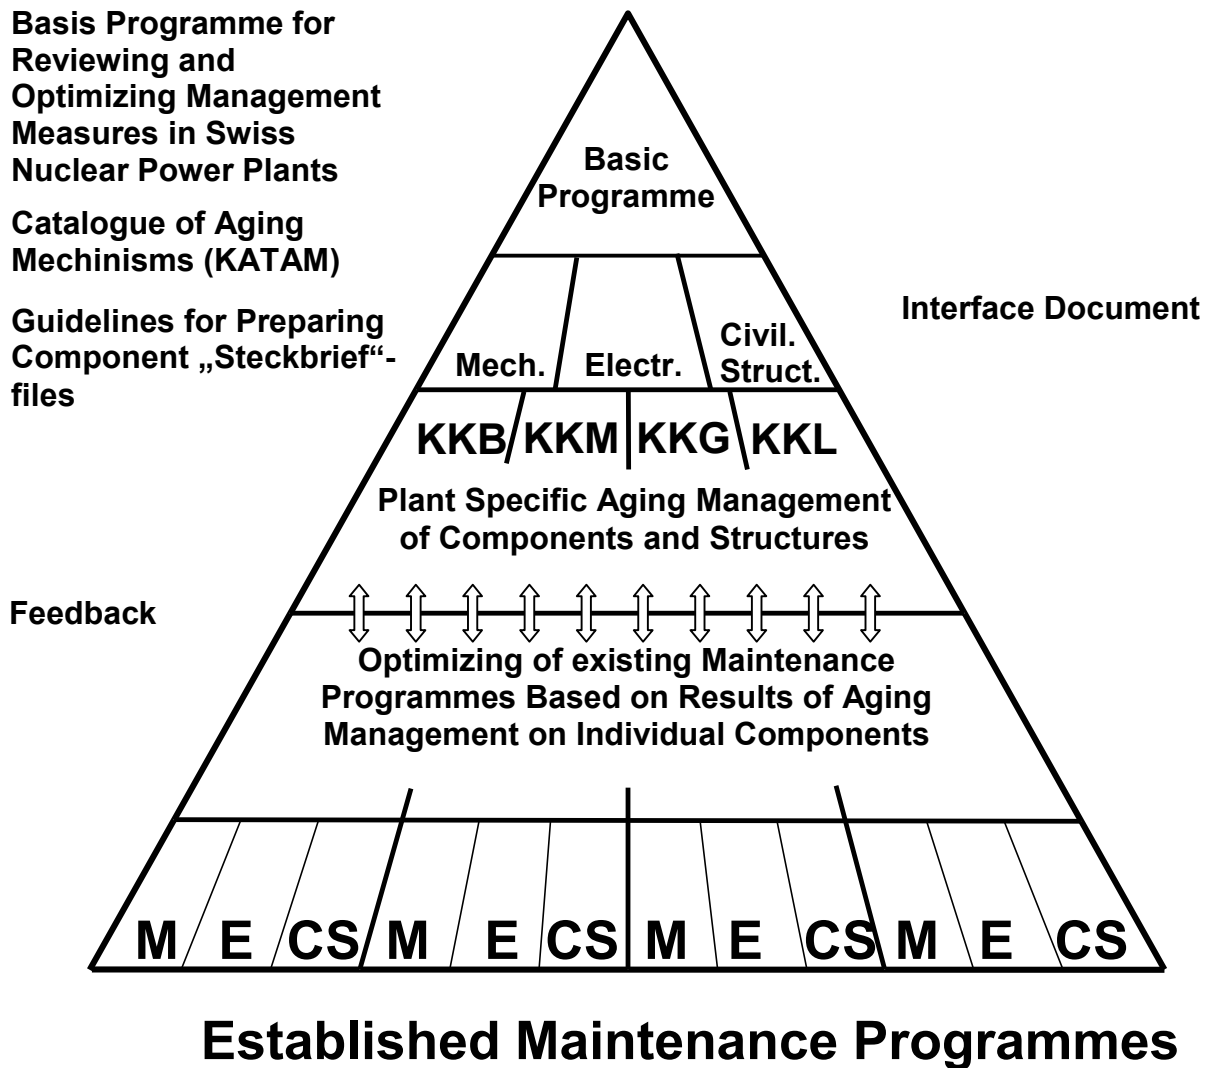 Basis Programme for
Reviewing and
Optimizing Management
Measures in Swiss
Nuclear Power Plants
Catalogue of Aging
Mechinisms (KATAM)
Guidelines for Preparing
Component „Steckbrief“-
files
Basic
Programme
Interface Document
Mech.
Electr.
Civil.
Struct.
KKB KKM KKG KKL
Plant Specific Aging Management
of Components and Structures
Feedback
Optimizing of existing Maintenance
Programmes Based on Results of Aging
Management on Individual Components
M E CS M E CS M E CS M E CS
Established Maintenance Programmes